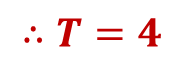 ∴ T = 4